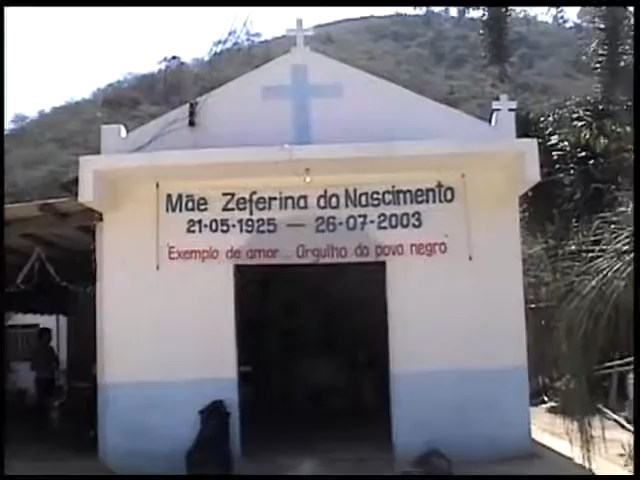 Mãe Zeferina do Nascimento
21-05-1925 — 26-07-2003
Exemplo de amor... Orgulho do povo negro